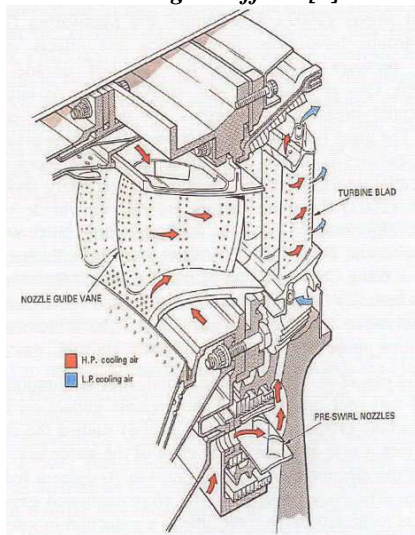 TURBINE BLAD
NOZZLE GUIDE VANE
H.P. cooling air
L.P. cooling air
PRE-SWIRL NOZZLES